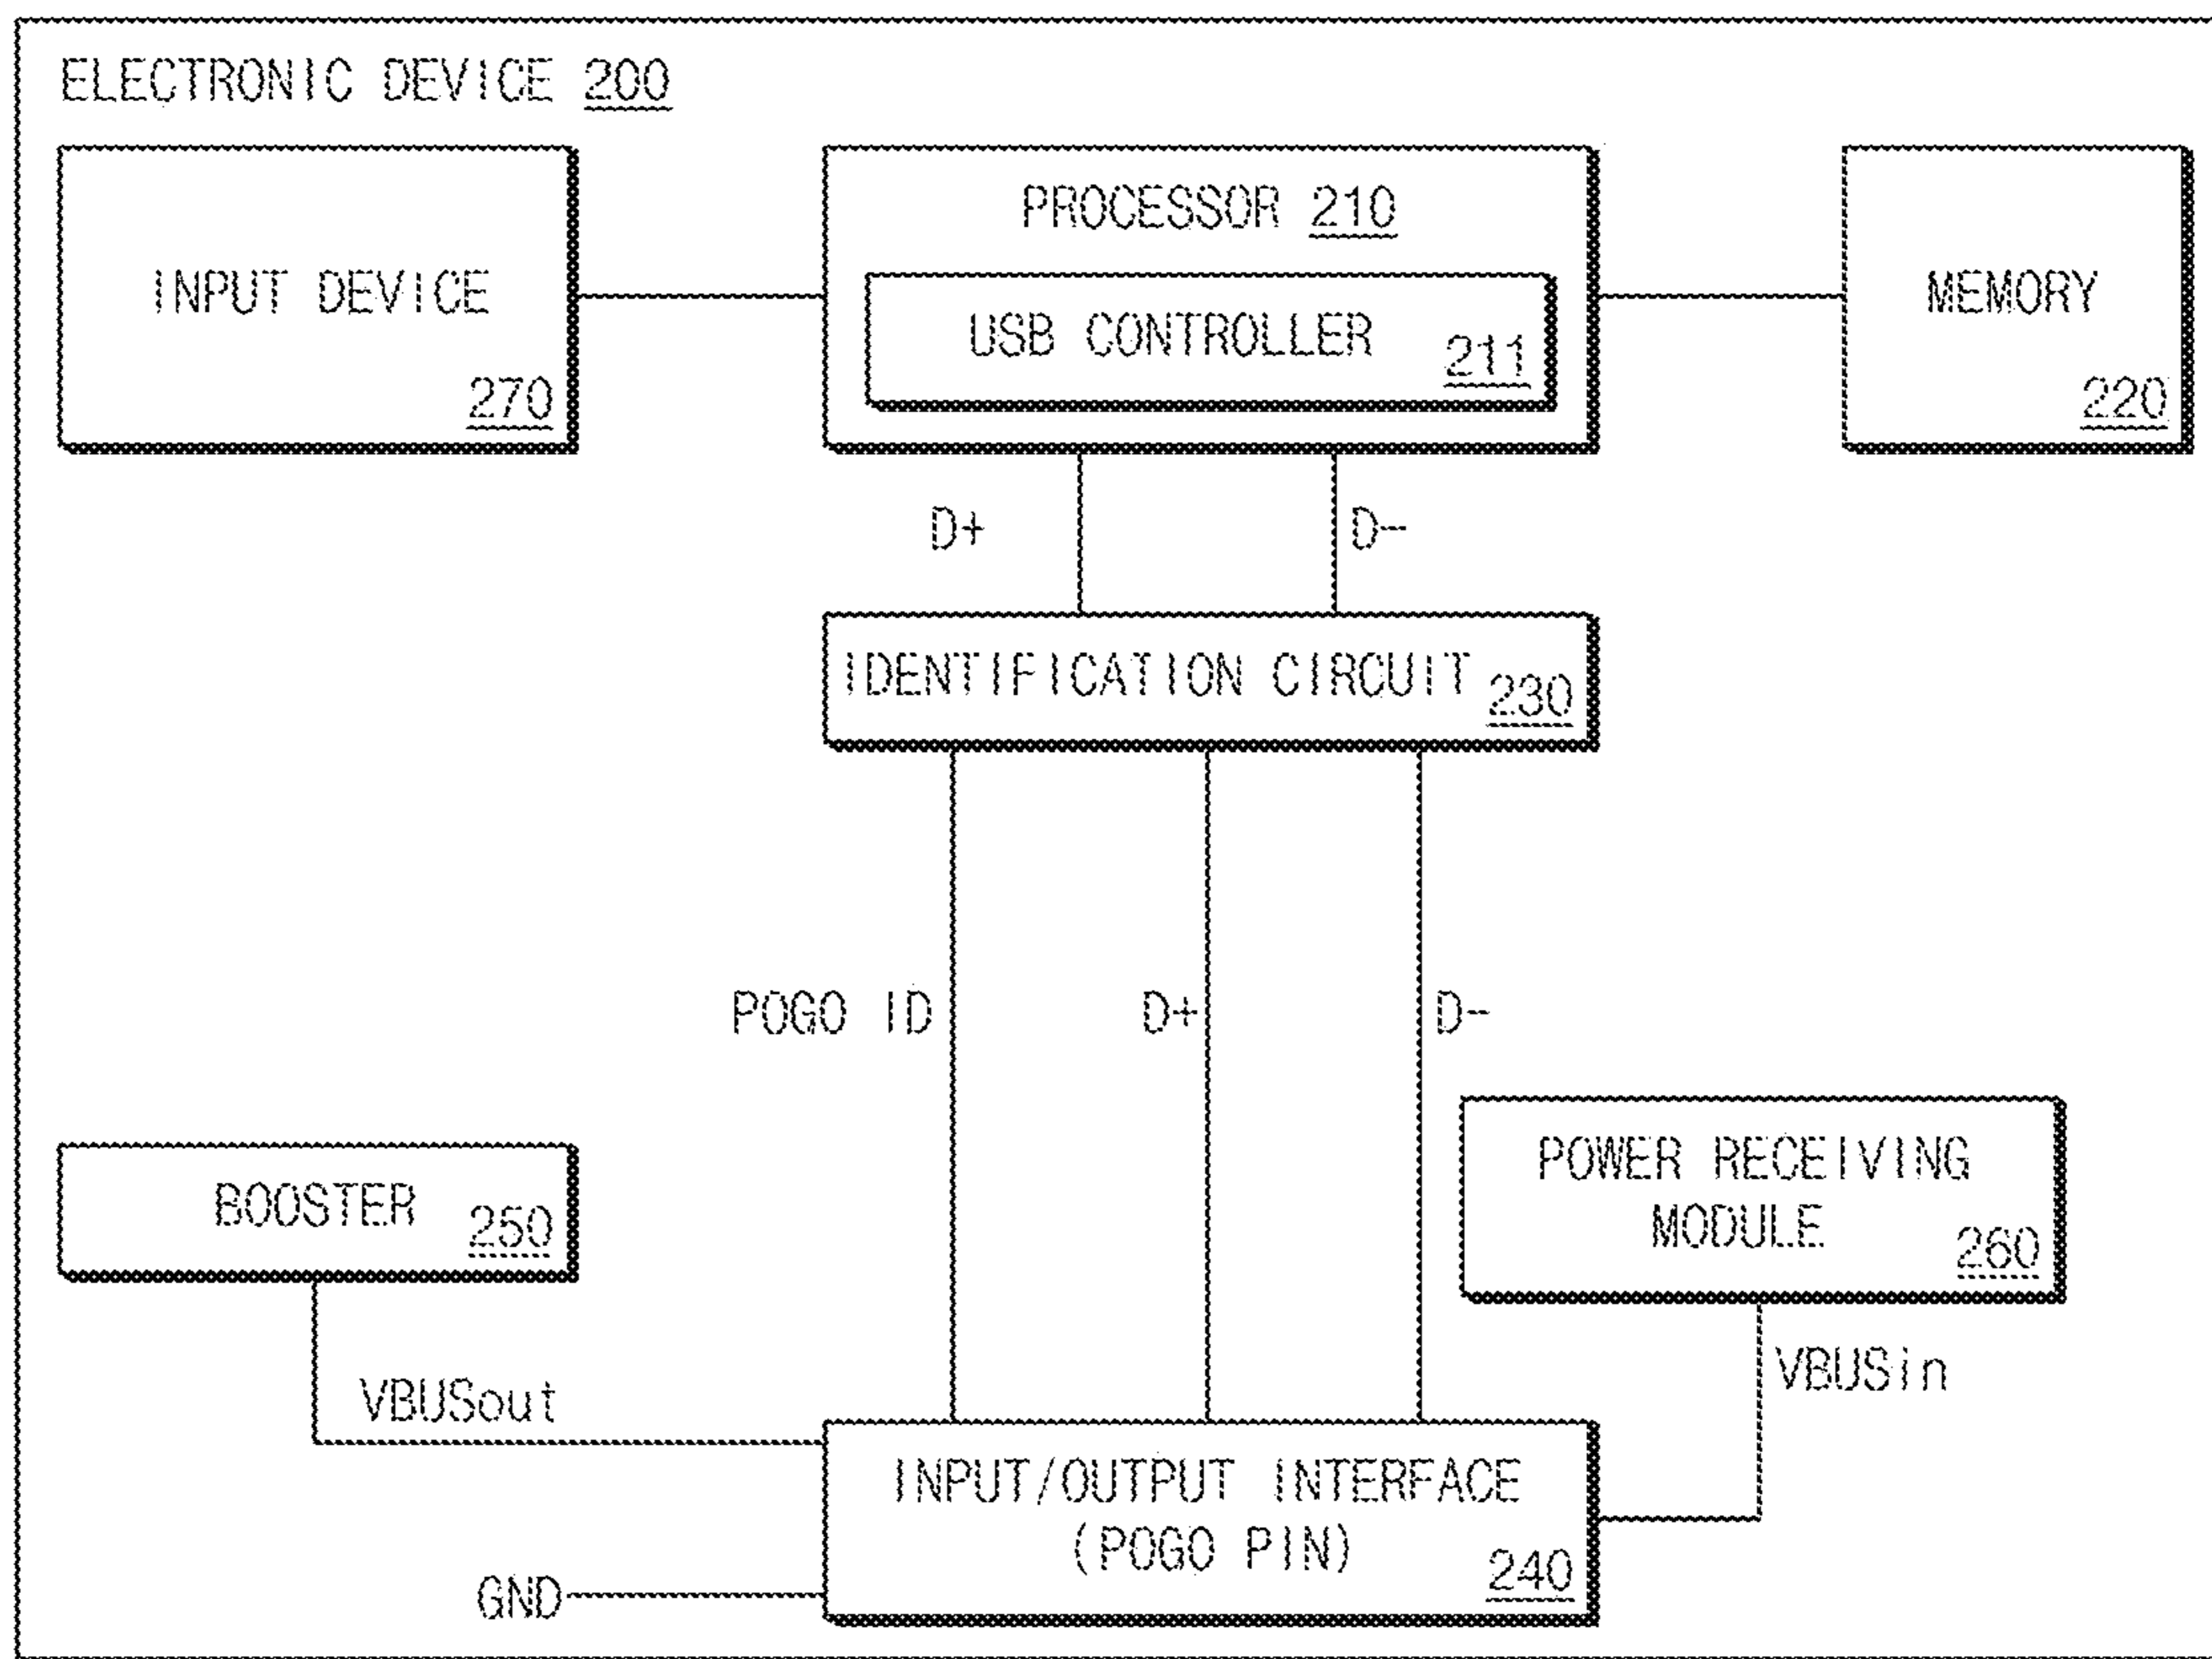 ELECTRONIC DEVICE 200
INPUT DEVICE
270
PROCESSOR 210
USB CONTROLLER
211
MEMORY
220
D+
D-
IDENTIFICATION CIRCUIT
230
POGO ID
D+
D-
BOOSTER
250
POWER RECEIVING
MODULE
260
VBUSout
VBUSin
INPUT/OUTPUT INTERFACE
(POGO PIN)
240
GND